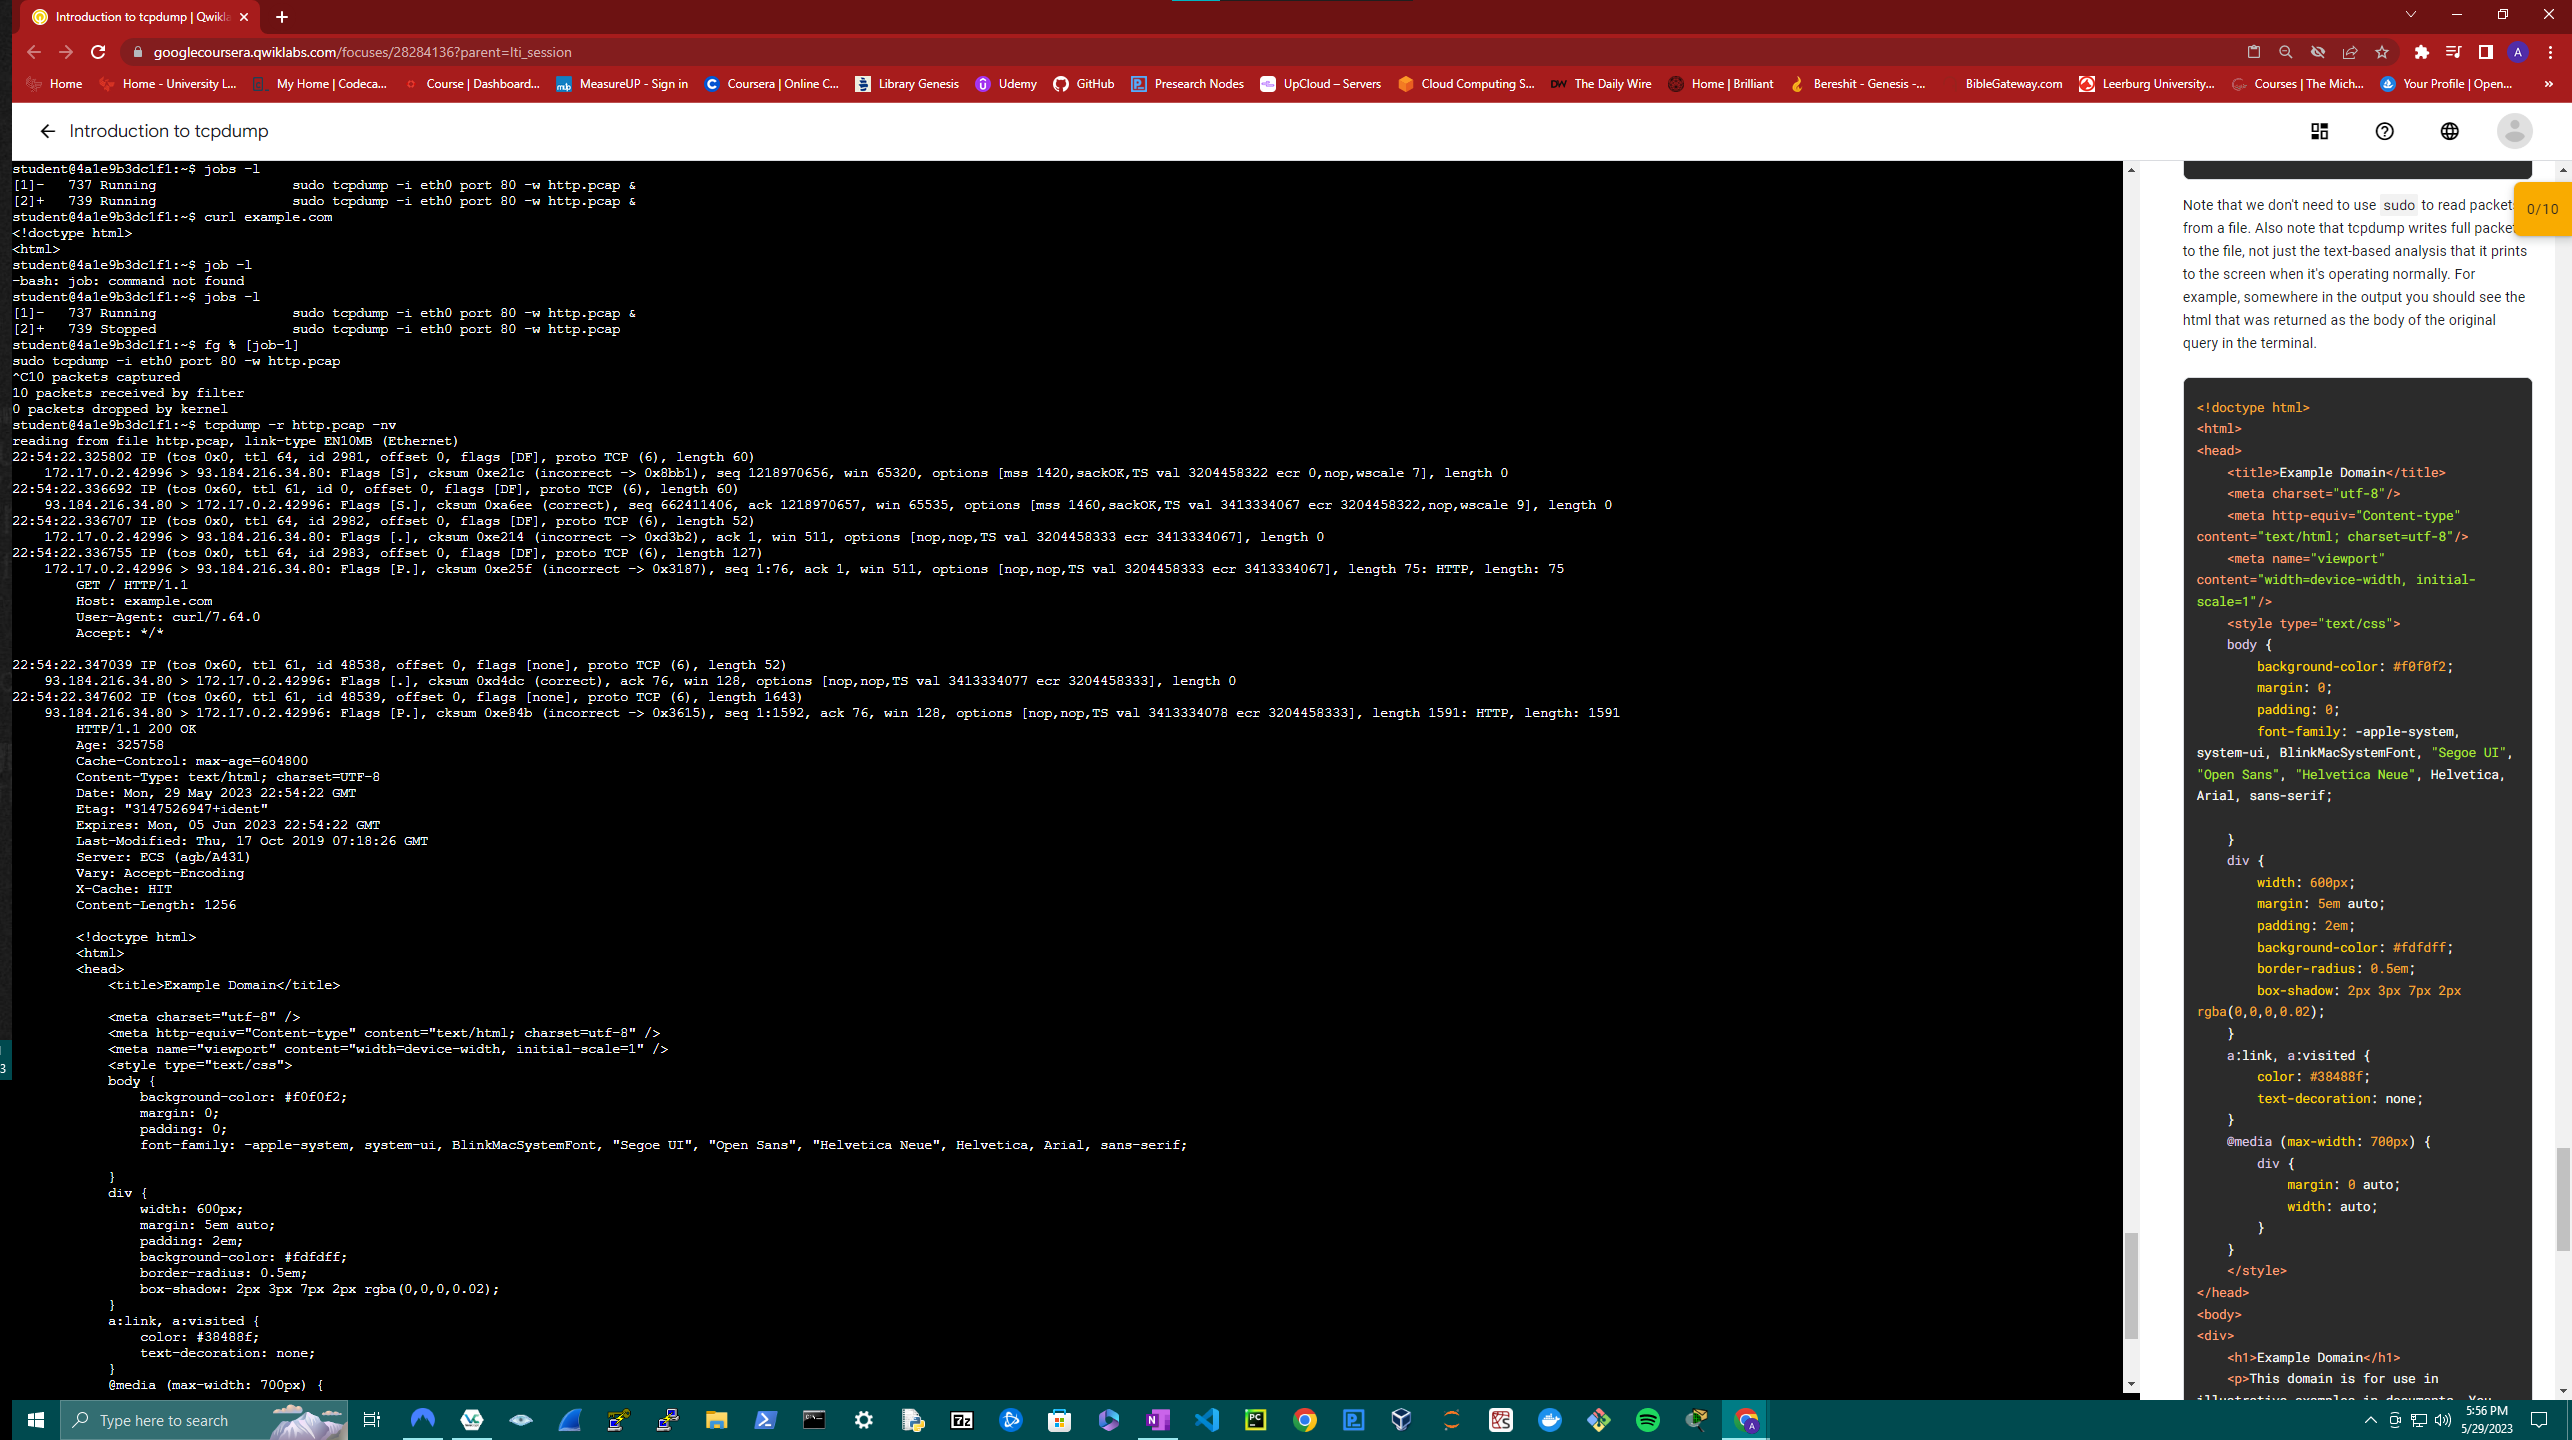 Introduction to tcpdump | Qwikla
googlecoursera.qwiklabs.com/focuses/28284136?parent=lti_session
A
Home
Home - University L...
My Home | Codeca...
Course | Dashboard...
MeasureUP - Sign in
Coursera | Online C...
Library Genesis
Udemy
GitHub
Presearch Nodes
UpCloud – Servers
Cloud Computing S...
DW The Daily Wire
Home | Brilliant
Bereshit - Genesis -...
BibleGateway.com
Leerburg University...
Courses | The Mich...
Your Profile | Open...
»
Introduction to tcpdump
student@4a1e9b3dc1f1:~$ jobs -l
[1]-   737 Running                 sudo tcpdump -i eth0 port 80 -w http.pcap &
[2]+   739 Running                 sudo tcpdump -i eth0 port 80 -w http.pcap &
student@4a1e9b3dc1f1:~$ curl example.com
<!doctype html>
<html>
student@4a1e9b3dc1f1:~$ job -l
-bash: job: command not found
student@4a1e9b3dc1f1:~$ jobs -l
[1]-   737 Running                 sudo tcpdump -i eth0 port 80 -w http.pcap &
[2]+   739 Stopped                 sudo tcpdump -i eth0 port 80 -w http.pcap
student@4a1e9b3dc1f1:~$ fg % [job-1]
sudo tcpdump -i eth0 port 80 -w http.pcap
^C10 packets captured
10 packets received by filter
0 packets dropped by kernel
student@4a1e9b3dc1f1:~$ tcpdump -r http.pcap -nv
reading from file http.pcap, link-type EN10MB (Ethernet)
22:54:22.325802 IP (tos 0x0, ttl 64, id 2981, offset 0, flags [DF], proto TCP (6), length 60)
    172.17.0.2.42996 > 93.184.216.34.80: Flags [S], cksum 0xe21c (incorrect -> 0x8bb1), seq 1218970656, win 65320, options [mss 1420,sackOK,TS val 3204458322 ecr 0,nop,wscale 7], length 0
22:54:22.336692 IP (tos 0x60, ttl 61, id 0, offset 0, flags [DF], proto TCP (6), length 60)
    93.184.216.34.80 > 172.17.0.2.42996: Flags [S.], cksum 0xa6ee (correct), seq 662411406, ack 1218970657, win 65535, options [mss 1460,sackOK,TS val 3413334067 ecr 3204458322,nop,wscale 9], length 0
22:54:22.336707 IP (tos 0x0, ttl 64, id 2982, offset 0, flags [DF], proto TCP (6), length 52)
    172.17.0.2.42996 > 93.184.216.34.80: Flags [.], cksum 0xe214 (incorrect -> 0xd3b2), ack 1, win 511, options [nop,nop,TS val 3204458333 ecr 3413334067], length 0
22:54:22.336755 IP (tos 0x0, ttl 64, id 2983, offset 0, flags [DF], proto TCP (6), length 127)
    172.17.0.2.42996 > 93.184.216.34.80: Flags [P.], cksum 0xe25f (incorrect -> 0x3187), seq 1:76, ack 1, win 511, options [nop,nop,TS val 3204458333 ecr 3413334067], length 75: HTTP, length: 75
        GET / HTTP/1.1
        Host: example.com
        User-Agent: curl/7.64.0
        Accept: */*
22:54:22.347039 IP (tos 0x60, ttl 61, id 48538, offset 0, flags [none], proto TCP (6), length 52)
    93.184.216.34.80 > 172.17.0.2.42996: Flags [.], cksum 0xd4dc (correct), ack 76, win 128, options [nop,nop,TS val 3413334077 ecr 3204458333], length 0
22:54:22.347602 IP (tos 0x60, ttl 61, id 48539, offset 0, flags [none], proto TCP (6), length 1643)
    93.184.216.34.80 > 172.17.0.2.42996: Flags [P.], cksum 0xe84b (incorrect -> 0x3615), seq 1:1592, ack 76, win 128, options [nop,nop,TS val 3413334078 ecr 3204458333], length 1591: HTTP, length: 1591
        HTTP/1.1 200 OK
        Age: 325758
        Cache-Control: max-age=604800
        Content-Type: text/html; charset=UTF-8
        Date: Mon, 29 May 2023 22:54:22 GMT
        Etag: "3147526947+ident"
        Expires: Mon, 05 Jun 2023 22:54:22 GMT
        Last-Modified: Thu, 17 Oct 2019 07:18:26 GMT
        Server: ECS (agb/A431)
        Vary: Accept-Encoding
        X-Cache: HIT
        Content-Length: 1256
        <!doctype html>
        <html>
        <head>
            <title>Example Domain</title>
            <meta charset="utf-8" />
            <meta http-equiv="Content-type" content="text/html; charset=utf-8" />
            <meta name="viewport" content="width=device-width, initial-scale=1" />
            <style type="text/css">
            body {
                background-color: #f0f0f2;
                margin: 0;
                padding: 0;
                font-family: -apple-system, system-ui, BlinkMacSystemFont, "Segoe UI", "Open Sans", "Helvetica Neue", Helvetica, Arial, sans-serif;
            }
            div {
                width: 600px;
                margin: 5em auto;
                padding: 2em;
                background-color: #fdfdff;
                border-radius: 0.5em;
                box-shadow: 2px 3px 7px 2px rgba(0,0,0,0.02);
            }
            a:link, a:visited {
                color: #38488f;
                text-decoration: none;
            }
            @media (max-width: 700px) {
Note that we don't need to use sudo to read packet
from a file. Also note that tcpdump writes full packe
to the file, not just the text-based analysis that it prints
to the screen when it's operating normally. For
example, somewhere in the output you should see the
html that was returned as the body of the original
query in the terminal.
0/10
<!doctype html>
<html>
<head>
    <title>Example Domain</title>
    <meta charset="utf-8"/>
    <meta http-equiv="Content-type"
content="text/html; charset=utf-8"/>
    <meta name="viewport"
content="width=device-width, initial-
scale=1"/>
    <style type="text/css">
    body {
        background-color: #f0f0f2;
        margin: 0;
        padding: 0;
        font-family: -apple-system,
system-ui, BlinkMacSystemFont, "Segoe UI",
"Open Sans", "Helvetica Neue", Helvetica,
Arial, sans-serif;
    }
    div {
        width: 600px;
        margin: 5em auto;
        padding: 2em;
        background-color: #fdfdff;
        border-radius: 0.5em;
        box-shadow: 2px 3px 7px 2px
rgba(0,0,0,0.02);
    }
    a:link, a:visited {
        color: #38488f;
        text-decoration: none;
    }
    @media (max-width: 700px) {
        div {
            margin: 0 auto;
            width: auto;
        }
    }
    </style>
</head>
<body>
<div>
    <h1>Example Domain</h1>
    <p>This domain is for use in
illustrative examples in documents. You
3
Type here to search
5:56 PM
5/29/2023